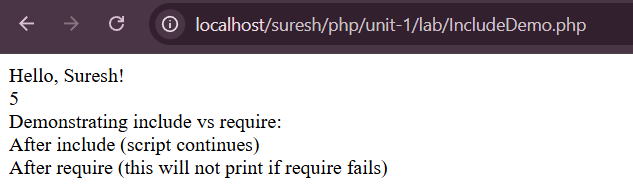 localhost/suresh/php/unit-1/lab/IncludeDemo.php
Hello, Suresh!
5
Demonstrating include vs require:
After include (script continues)
After require (this will not print if require fails)